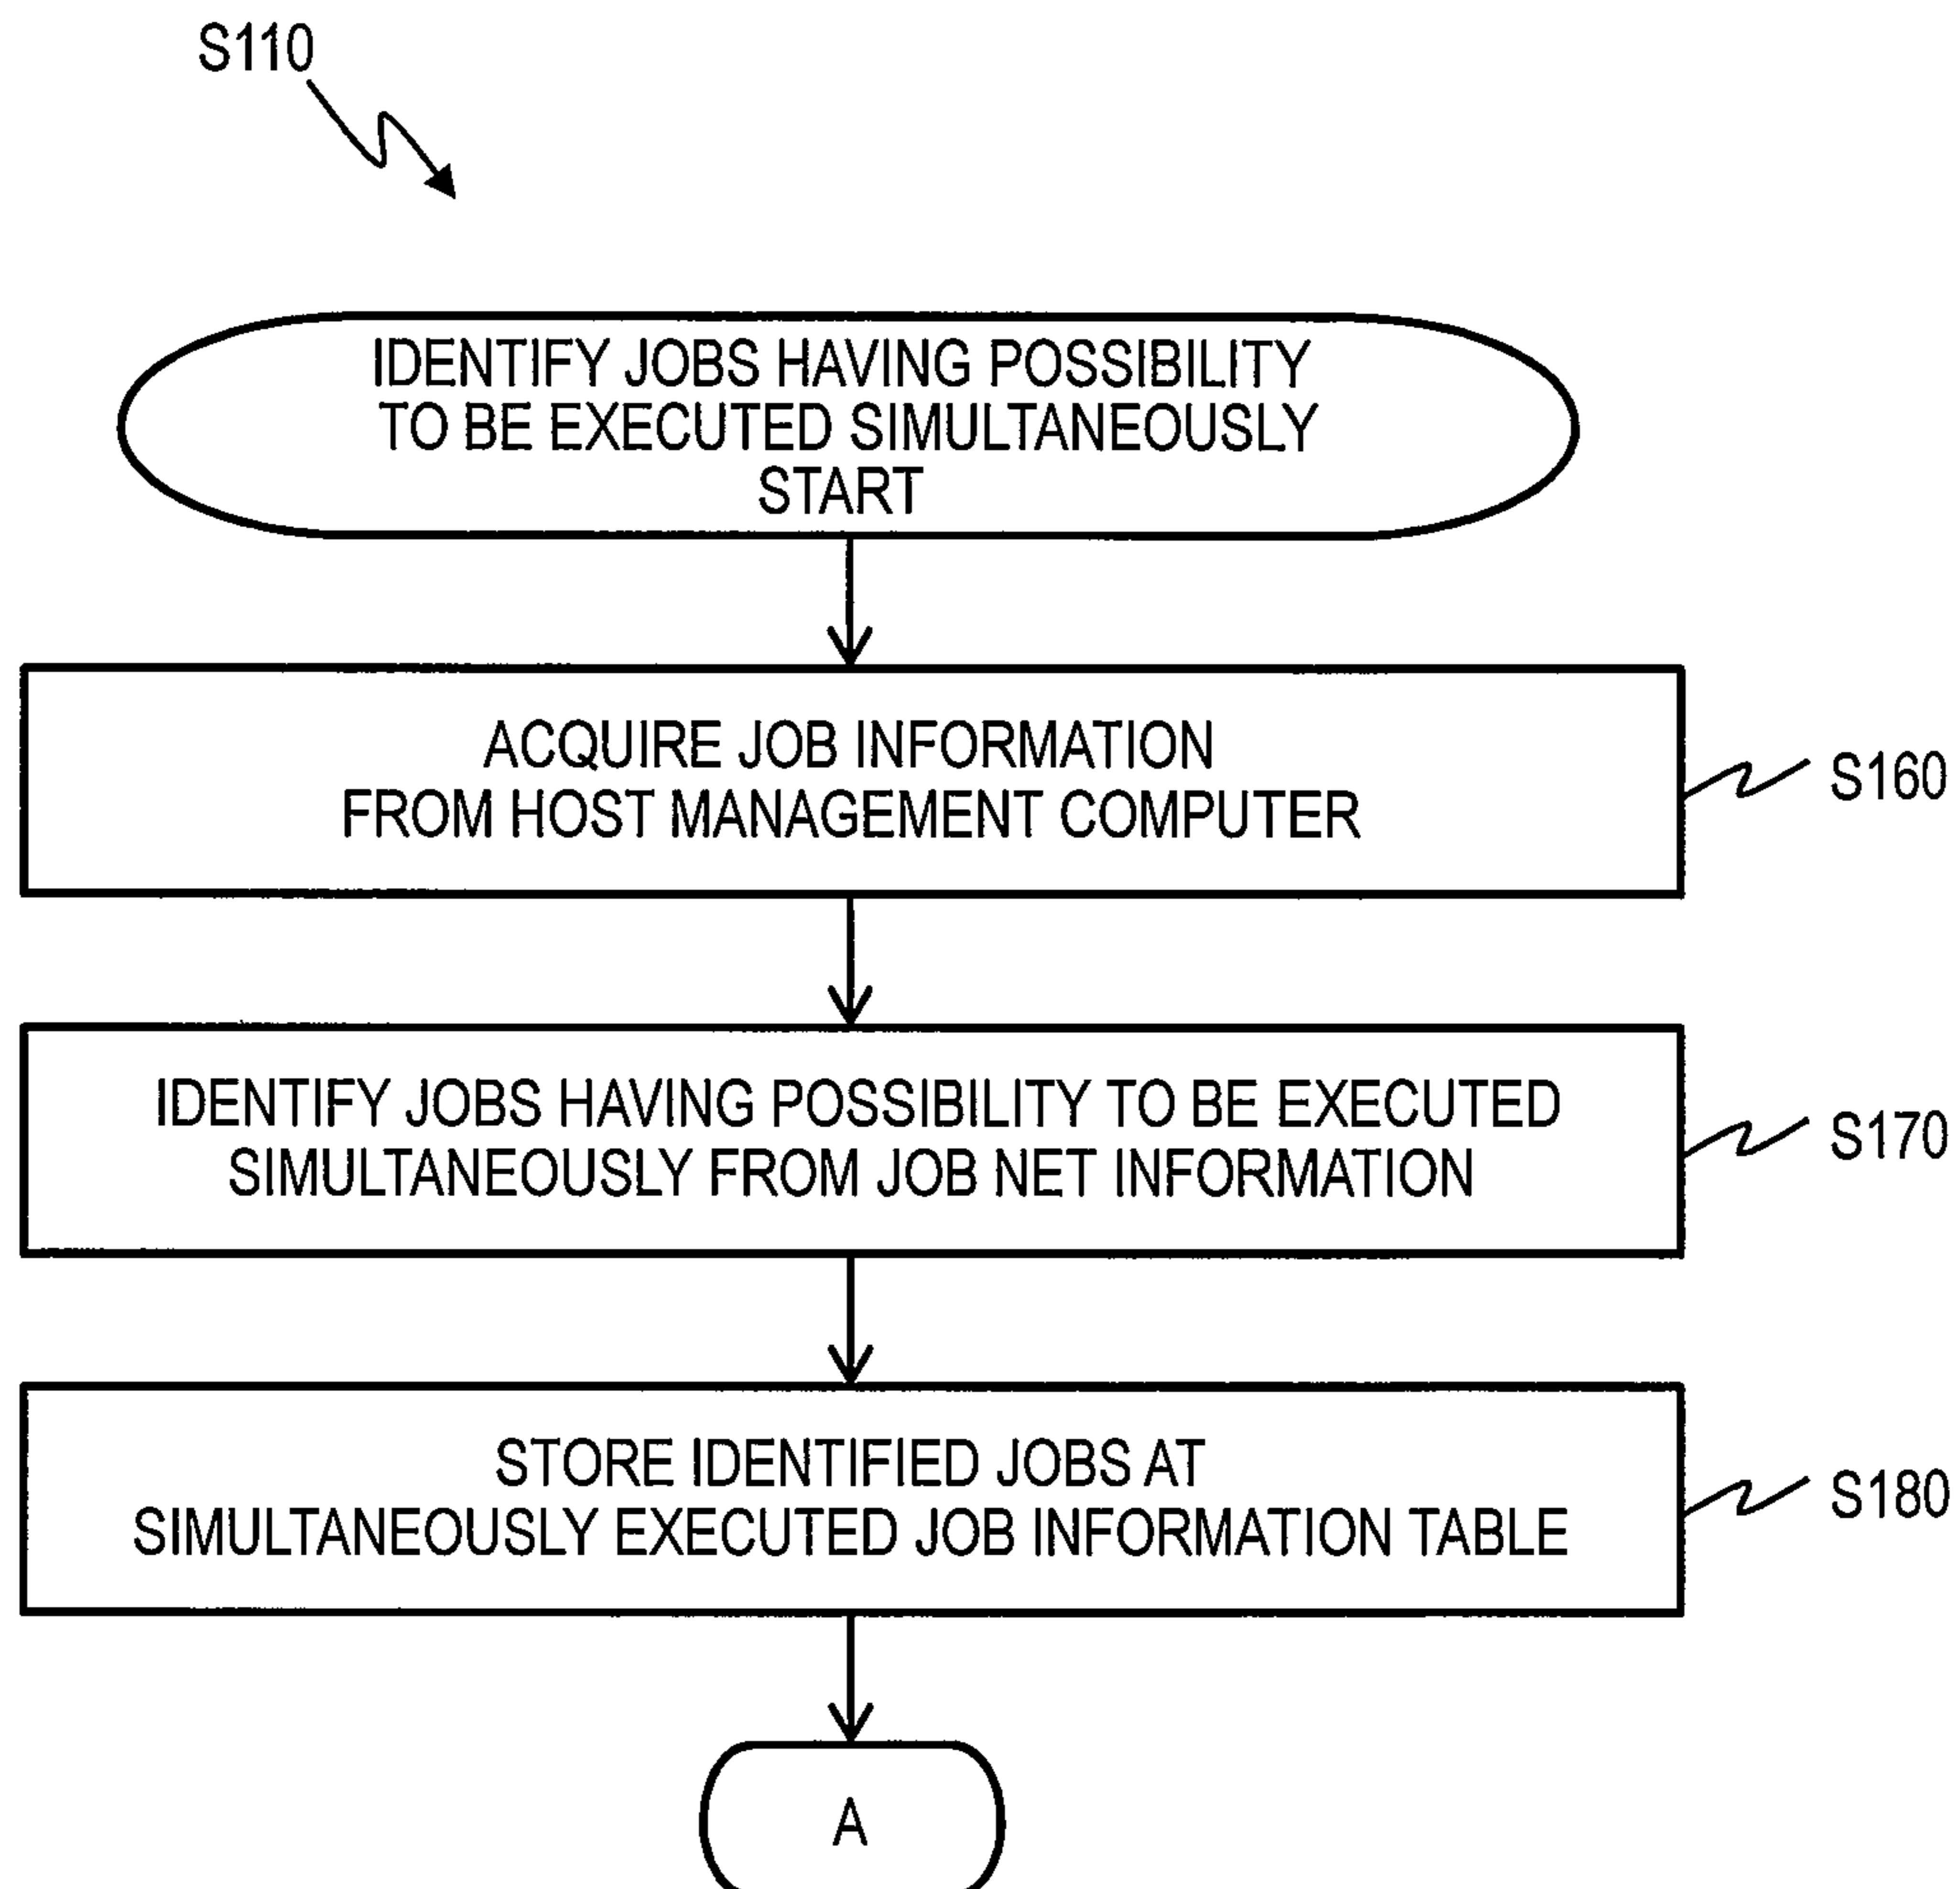 S110
IDENTIFY JOBS HAVING POSSIBILITY
TO BE EXECUTED SIMULTANEOUSLY
START
ACQUIRE JOB INFORMATION
FROM HOST MANAGEMENT COMPUTER
S160
IDENTIFY JOBS HAVING POSSIBILITY TO BE EXECUTED
SIMULTANEOUSLY FROM JOB NET INFORMATION
S170
STORE IDENTIFIED JOBS AT
SIMULTANEOUSLY EXECUTED JOB INFORMATION TABLE
S180
A